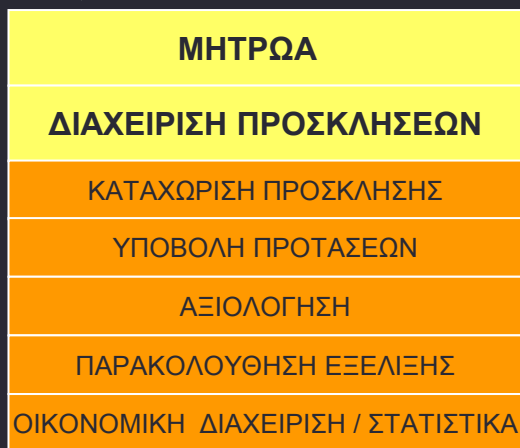 ΜΗΤΡΩΑ
ΔΙΑΧΕΙΡΙΣΗ ΠΡΟΣΚΛΗΣΕΩΝ
ΚΑΤΑΧΩΡΙΣΗ ΠΡΟΣΚΛΗΣΗΣ
ΥΠΟΒΟΛΗ ΠΡΟΤΑΣΕΩΝ
ΑΞΙΟΛΟΓΗΣΗ
ΠΑΡΑΚΟΛΟΥΘΗΣΗ ΕΞΕΛΙΞΗΣ
ΟΙΚΟΝΟΜΙΚΗ ΔΙΑΧΕΙΡΙΣΗ / ΣΤΑΤΙΣΤΙΚΑ